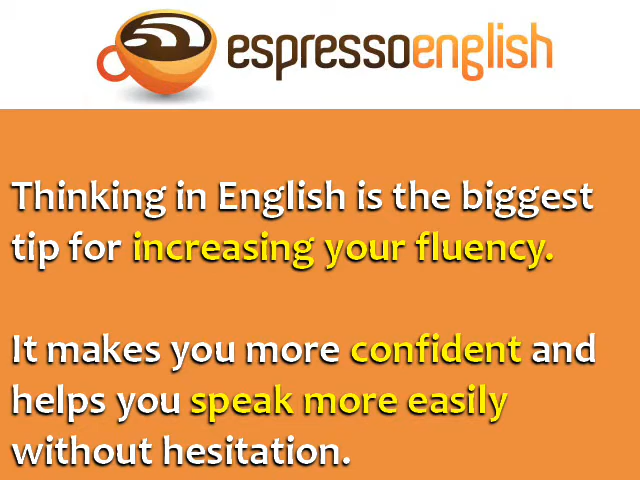 espressoenglish
Thinking in English is the biggest
tip for increasing your fluency.
It makes you more confident and
helps you speak more easily
without hesitation.